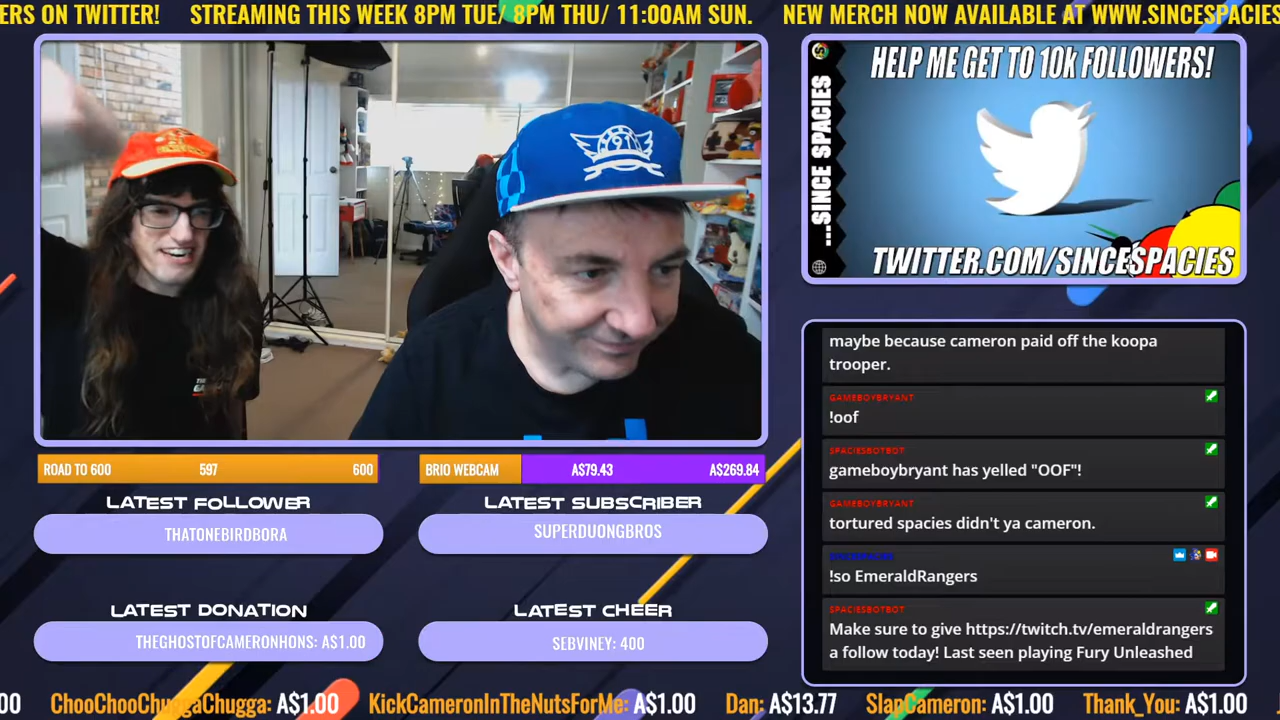 ERS ON TWITTER! STREAMING THIS WEEK 8PM TUE/ 8PM THU/ 11:00AM SUN. NEW MERCH NOW AVAILABLE AT WWW.SINCESPACIES
HELP ME GET TO 10k FOLLOWERS!
...SINCE SPACIES
TWITTER.COM/SINCESPACIES
maybe because cameron paid off the koopa
trooper.
GAMEBOYBRYANT
!oof
SPACIESBOTBOT
gameboybryant has yelled "OOF"!
GAMEBOYBRYANT
tortured spacies didn't ya cameron.
!so EmeraldRangers
SPACIESBOTBOT
Make sure to give https://twitch.tv/emeraldrangers
a follow today! Last seen playing Fury Unleashed
ROAD TO 600 597 600
BRIO WEBCAM A$79.43 A$269.84
LATEST FOLLOWER
THATONEBIRDBORA
LATEST SUBSCRIBER
SUPERDUONGBROS
LATEST DONATION
THEGHOSTOFCAMERONHONS: A$1.00
LATEST CHEER
SEBVINEY: 400
00 ChooChooChuggaChugga: A$1.00 KickCameronInTheNutsForMe: A$1.00 Dan: A$13.77 SlapCameron: A$1.00 Thank_You: A$1.00